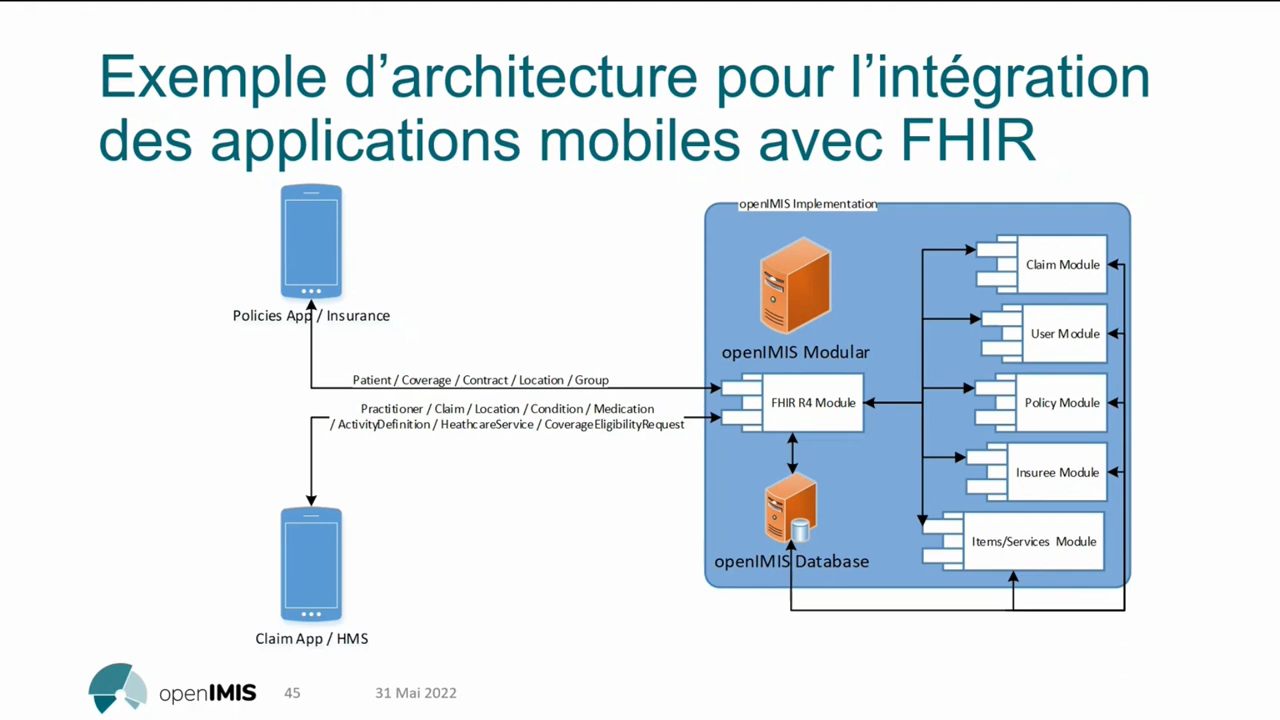 Exemple d’architecture pour l’intégration
des applications mobiles avec FHIR
openIMIS Implementation
Claim Module
User Module
Policies App / Insurance
openIMIS Modular
Patient / Coverage / Contract / Location / Group
FHIR R4 Module
Policy Module
Practitioner / Claim / Location / Condition / Medication
/ ActivityDefinition / HeathcareService / CoverageEligibilityRequest
Insuree Module
Items/Services Module
openIMIS Database
Claim App / HMS
openIMIS
45
31 Mai 2022